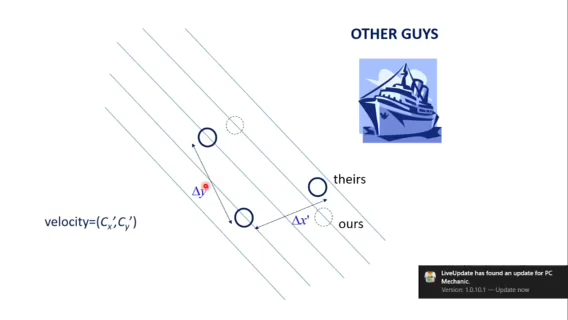 OTHER GUYS
theirs
Δy'
velocity=(Cx',Cy')
Δx'
ours
LiveUpdate has found an update for PC
Mechanic.
Version: 1.0.10.1 — Update now